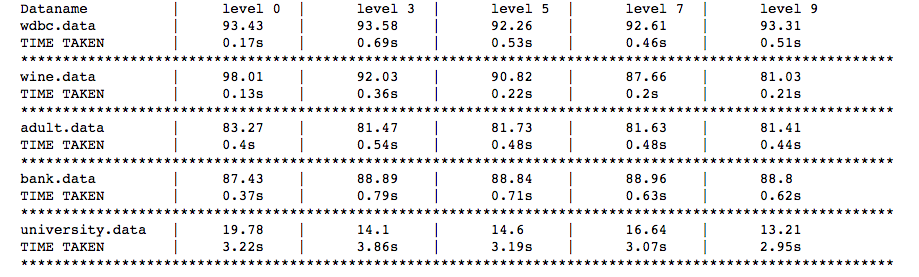 Dataname | level 0 | level 3 | level 5 | level 7 | level 9
wdbc.data | 93.43 | 93.58 | 92.26 | 92.61 | 93.31
TIME TAKEN | 0.17s | 0.69s | 0.53s | 0.46s | 0.51s
********************************************************************************************************
wine.data | 98.01 | 92.03 | 90.82 | 87.66 | 81.03
TIME TAKEN | 0.13s | 0.36s | 0.22s | 0.2s | 0.21s
********************************************************************************************************
adult.data | 83.27 | 81.47 | 81.73 | 81.63 | 81.41
TIME TAKEN | 0.4s | 0.54s | 0.48s | 0.48s | 0.44s
********************************************************************************************************
bank.data | 87.43 | 88.89 | 88.84 | 88.96 | 88.8
TIME TAKEN | 0.37s | 0.79s | 0.71s | 0.63s | 0.62s
********************************************************************************************************
university.data | 19.78 | 14.1 | 14.6 | 16.64 | 13.21
TIME TAKEN | 3.22s | 3.86s | 3.19s | 3.07s | 2.95s
********************************************************************************************************